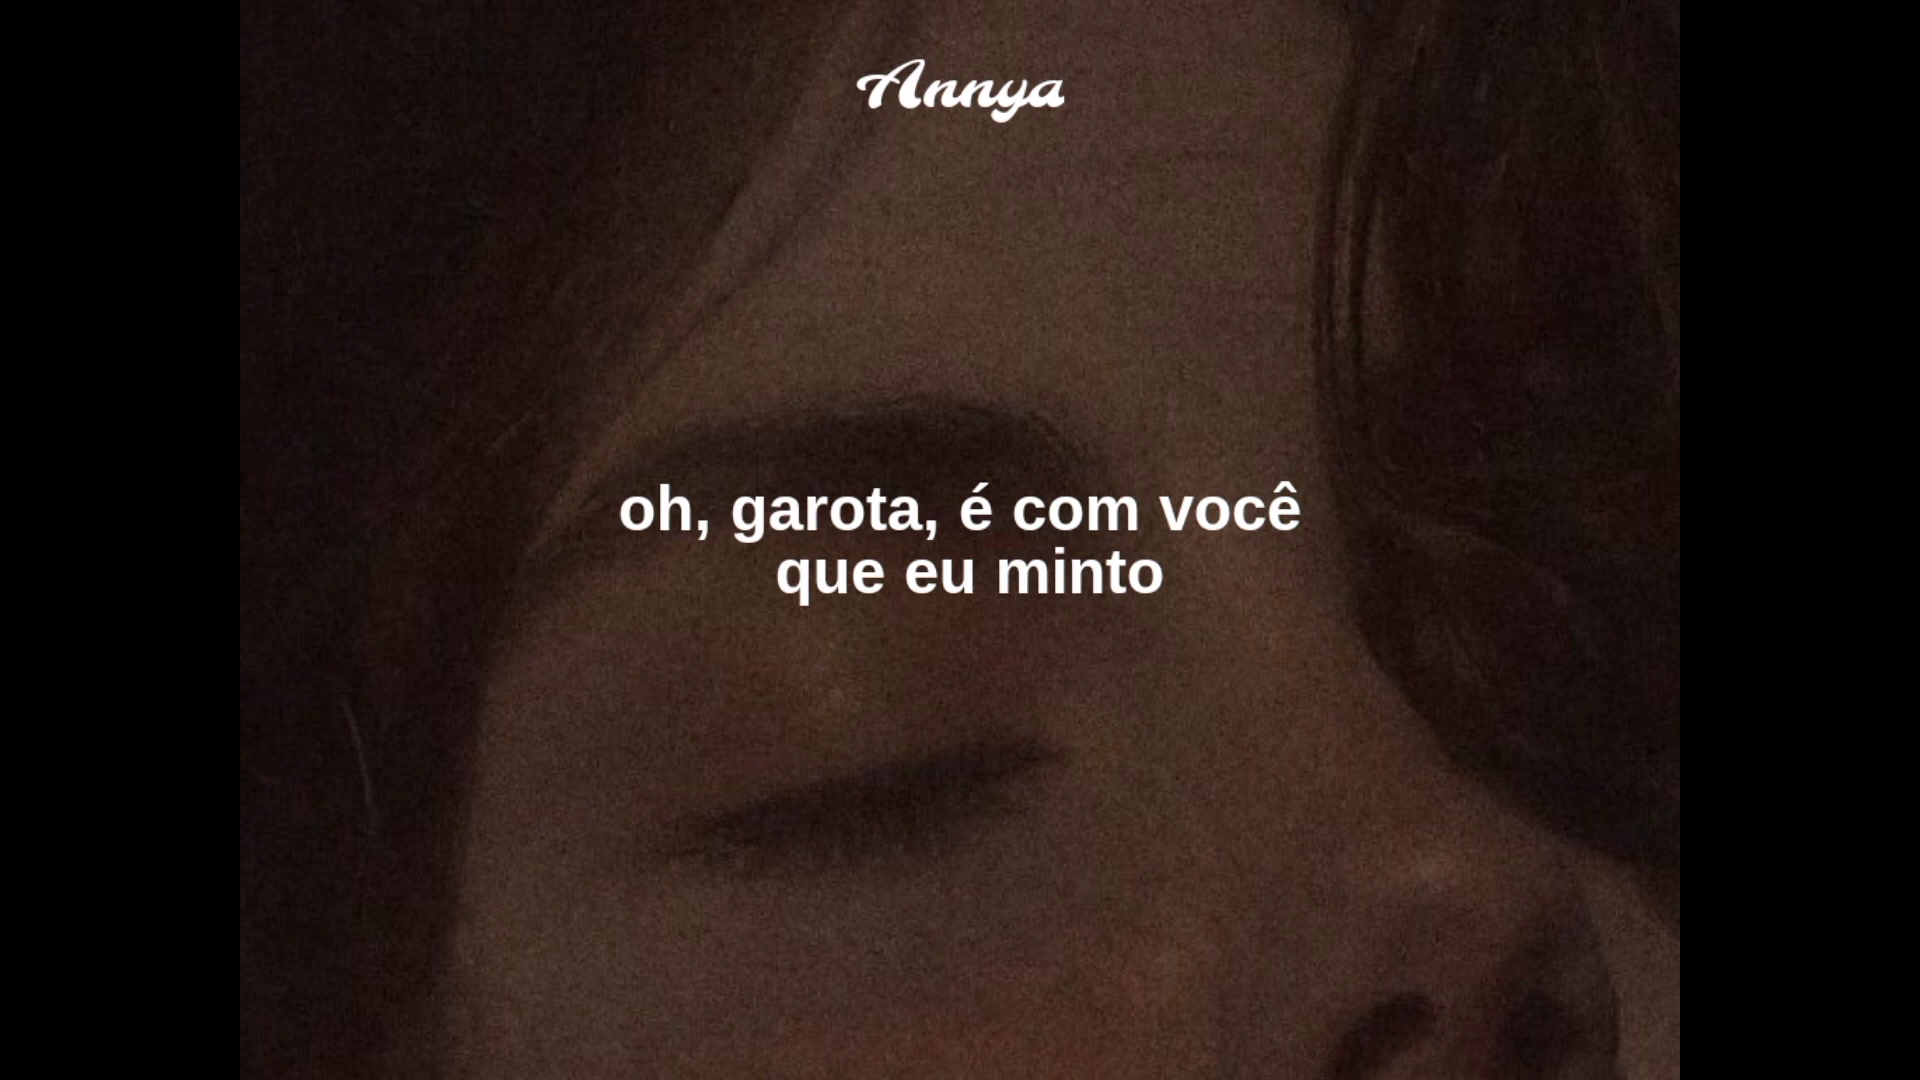 Annya
oh, garota, é com você
que eu minto